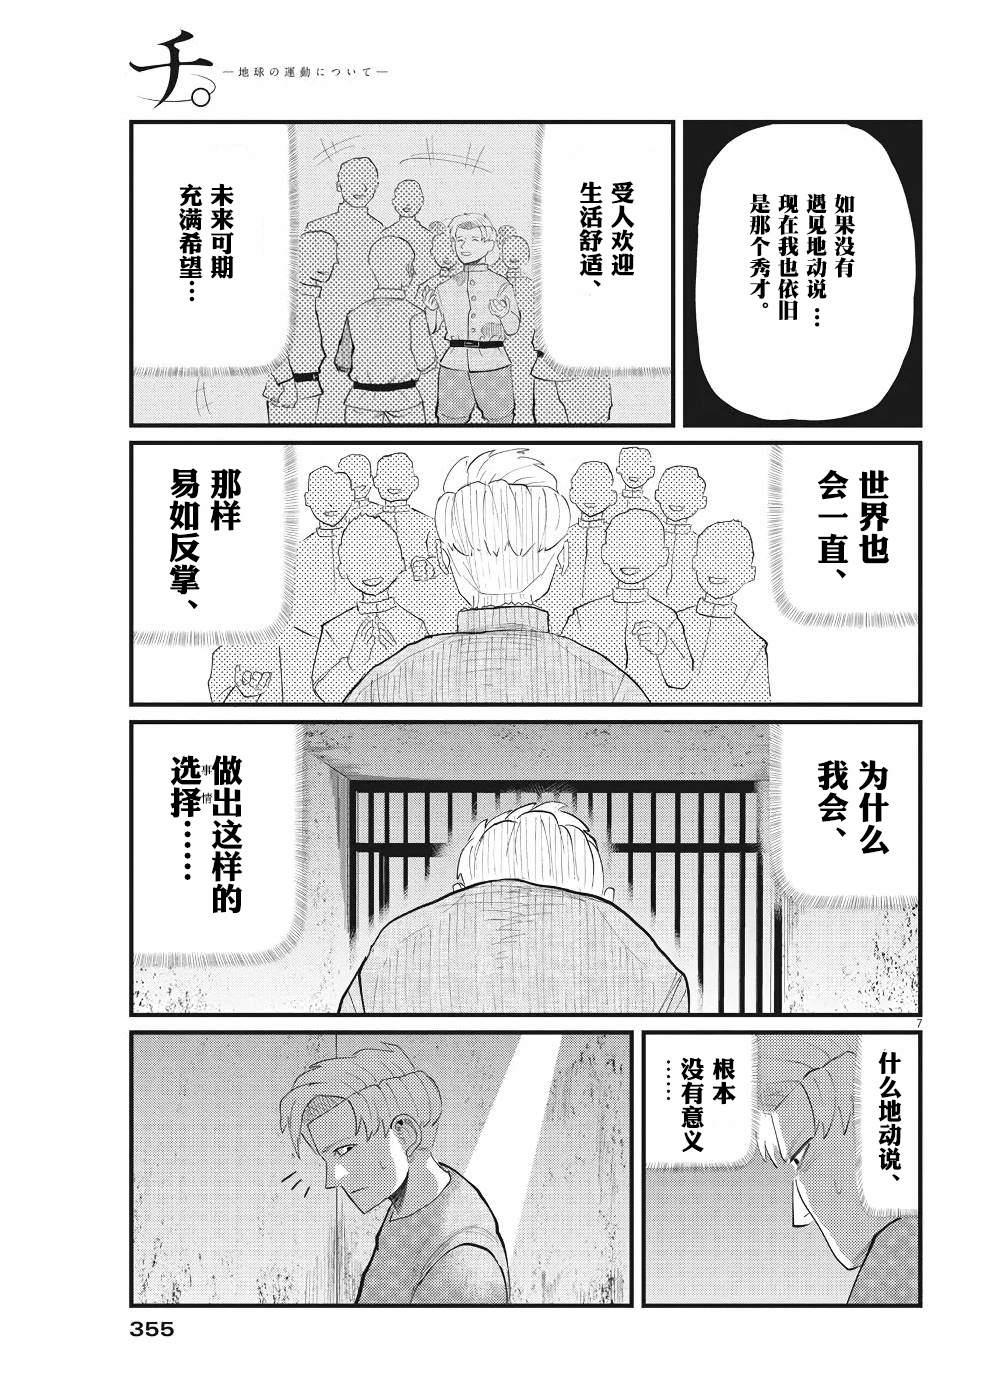 チ。
―地球の運動について―
如果没有
遇见地动说…
现在我也依旧
是那个秀才。
受人欢迎
生活舒适、
未来可期
充满希望…
世界也
会一直、
那样
易如反掌、
为什么
我会、
做出这样的
事情
选择……
7
什么地动说、
根本
没有意义
……
355